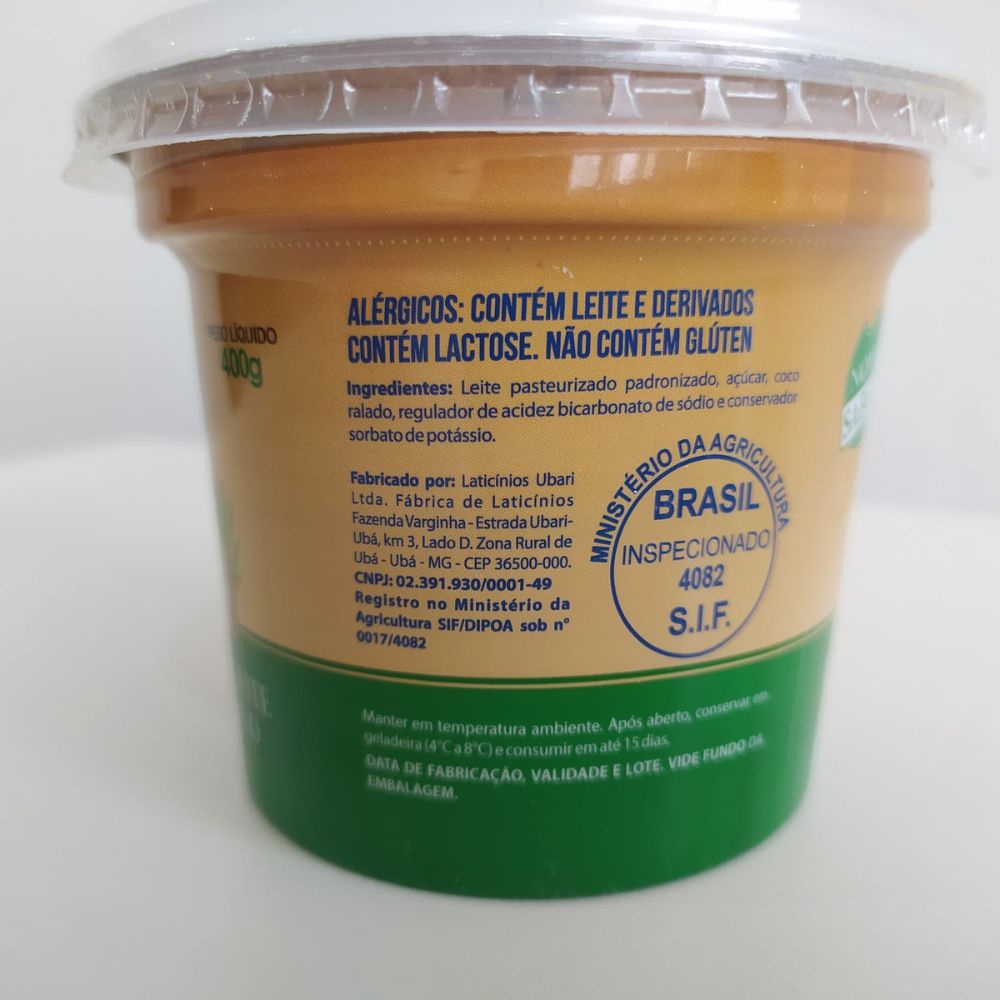 PESO LÍQUIDO
400g
ALÉRGICOS: CONTÉM LEITE E DERIVADOS
CONTÉM LACTOSE. NÃO CONTÉM GLÚTEN
Ingredientes: Leite pasteurizado padronizado, açúcar, coco
ralado, regulador de acidez bicarbonato de sódio e conservador
sorbato de potássio.
Fabricado por: Laticínios Ubari
Ltda. Fábrica de Laticínios
Fazenda Varginha - Estrada Ubari-
Ubá, km 3, Lado D. Zona Rural de
Ubá - Ubá - MG - CEP 36500-000.
CNPJ: 02.391.930/0001-49
Registro no Ministério da
Agricultura SIF/DIPOA sob n°
0017/4082
MINISTÉRIO DA AGRICULTURA
BRASIL
INSPECIONADO
4082
S.I.F.
Manter em temperatura ambiente. Após aberto, conservar em
geladeira (4°C a 8°C) e consumir em até 15 dias.
DATA DE FABRICAÇÃO, VALIDADE E LOTE. VIDE FUNDO DA
EMBALAGEM.